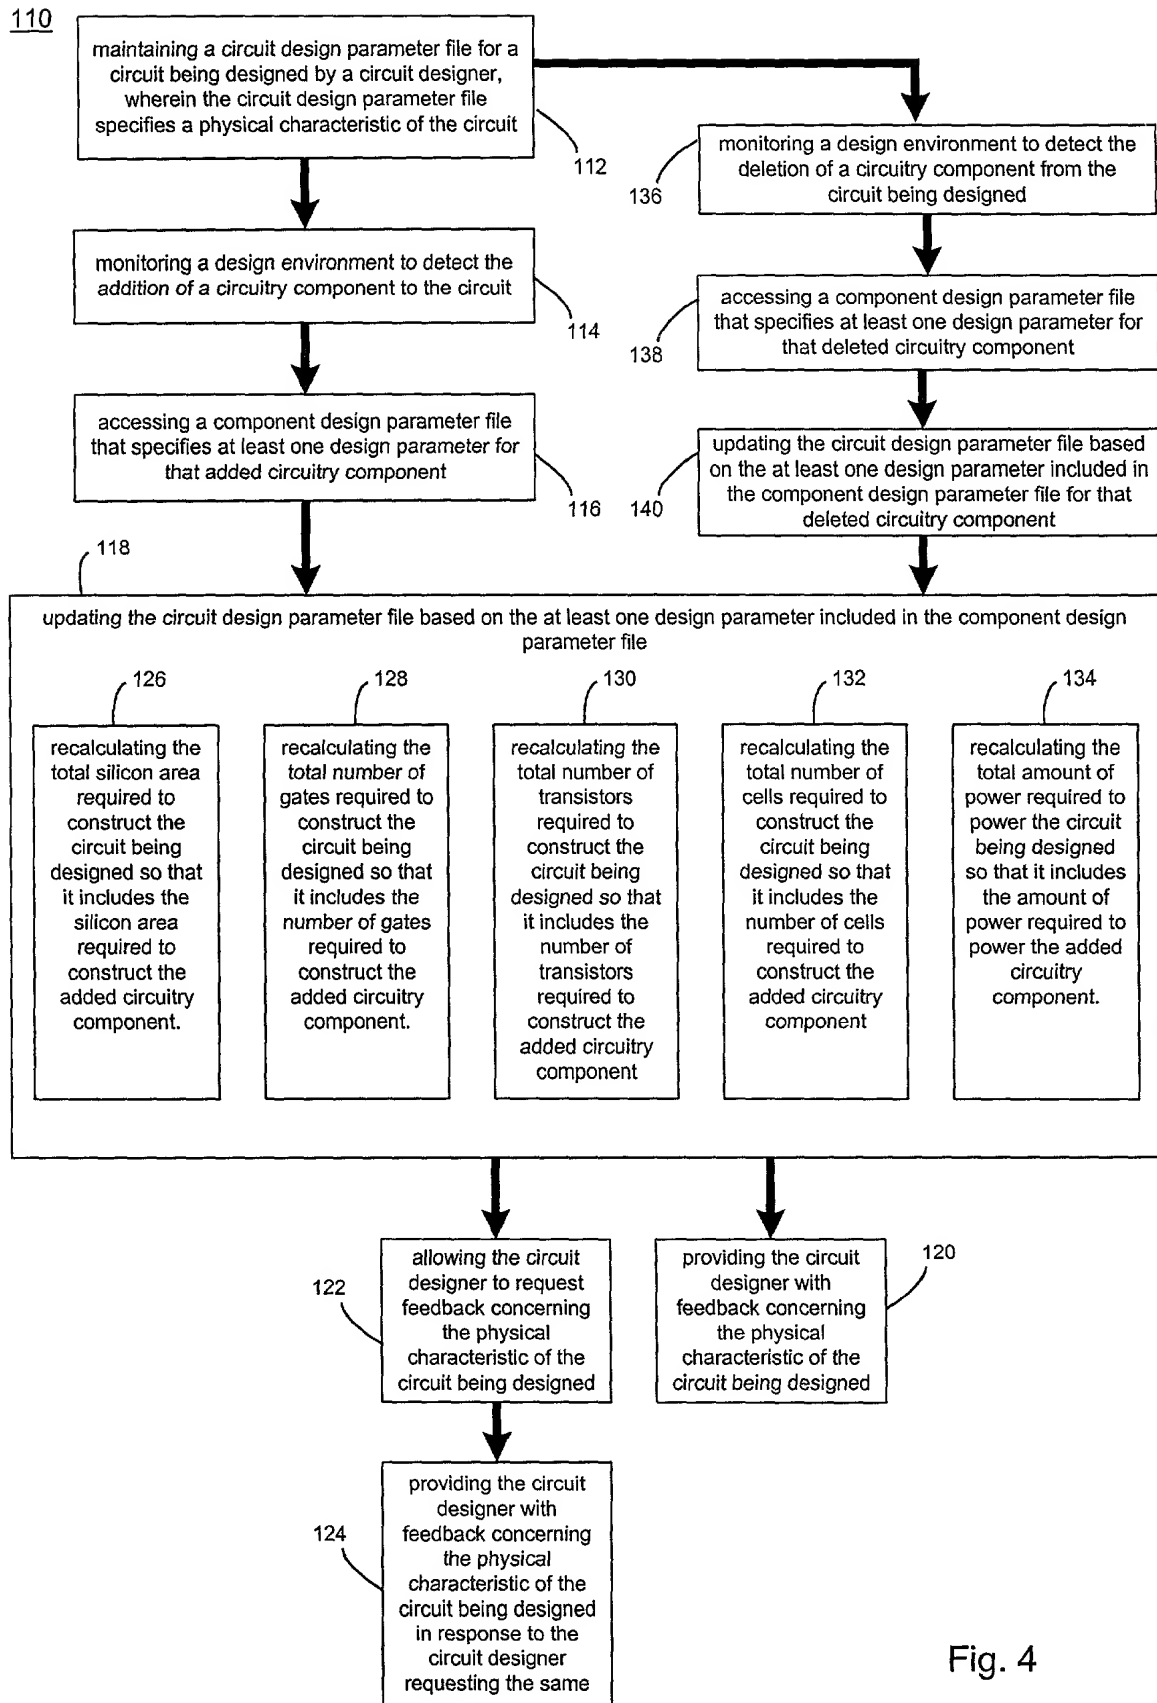 110
maintaining a circuit design parameter file for a
circuit being designed by a circuit designer,
wherein the circuit design parameter file
specifies a physical characteristic of the circuit
112
monitoring a design environment to detect the
addition of a circuitry component to the circuit
114
accessing a component design parameter file
that specifies at least one design parameter for
that added circuitry component
116
monitoring a design environment to detect the
deletion of a circuitry component from the
circuit being designed
136
accessing a component design parameter file
that specifies at least one design parameter for
that deleted circuitry component
138
updating the circuit design parameter file based
on the at least one design parameter included in
the component design parameter file for that
deleted circuitry component
140
118
updating the circuit design parameter file based on the at least one design parameter included in the component design
parameter file
126
recalculating the
total silicon area
required to
construct the
circuit being
designed so that
it includes the
silicon area
required to
construct the
added circuitry
component.
128
recalculating the
total number of
gates required to
construct the
circuit being
designed so that
it includes the
number of gates
required to
construct the
added circuitry
component.
130
recalculating the
total number of
transistors
required to
construct the
circuit being
designed so that
it includes the
number of
transistors
required to
construct the
added circuitry
component
132
recalculating the
total number of
cells required to
construct the
circuit being
designed so that
it includes the
number of cells
required to
construct the
added circuitry
component
134
recalculating the
total amount of
power required to
power the circuit
being designed
so that it includes
the amount of
power required to
power the added
circuitry
component.
122
allowing the circuit
designer to request
feedback concerning
the physical
characteristic of the
circuit being designed
120
providing the circuit
designer with
feedback concerning
the physical
characteristic of the
circuit being designed
124
providing the circuit
designer with
feedback concerning
the physical
characteristic of the
circuit being designed
in response to the
circuit designer
requesting the same
Fig. 4